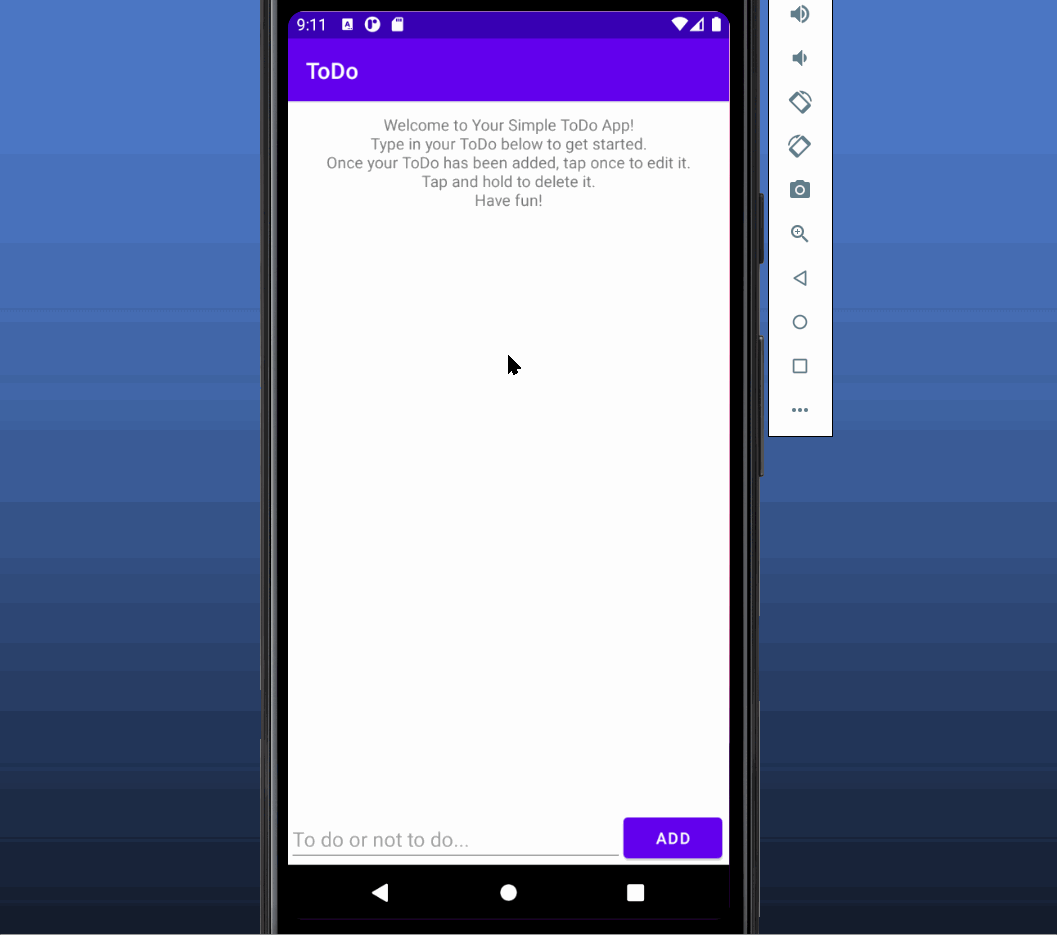 9:11
ToDo
Welcome to Your Simple ToDo App!
Type in your ToDo below to get started.
Once your ToDo has been added, tap once to edit it.
Tap and hold to delete it.
Have fun!
To do or not to do...
ADD